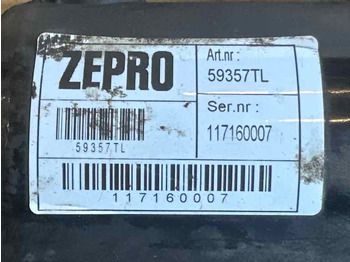 ZEPRO
Art.nr :
59357TL
59357TL
Ser.nr :
117160007
117160007